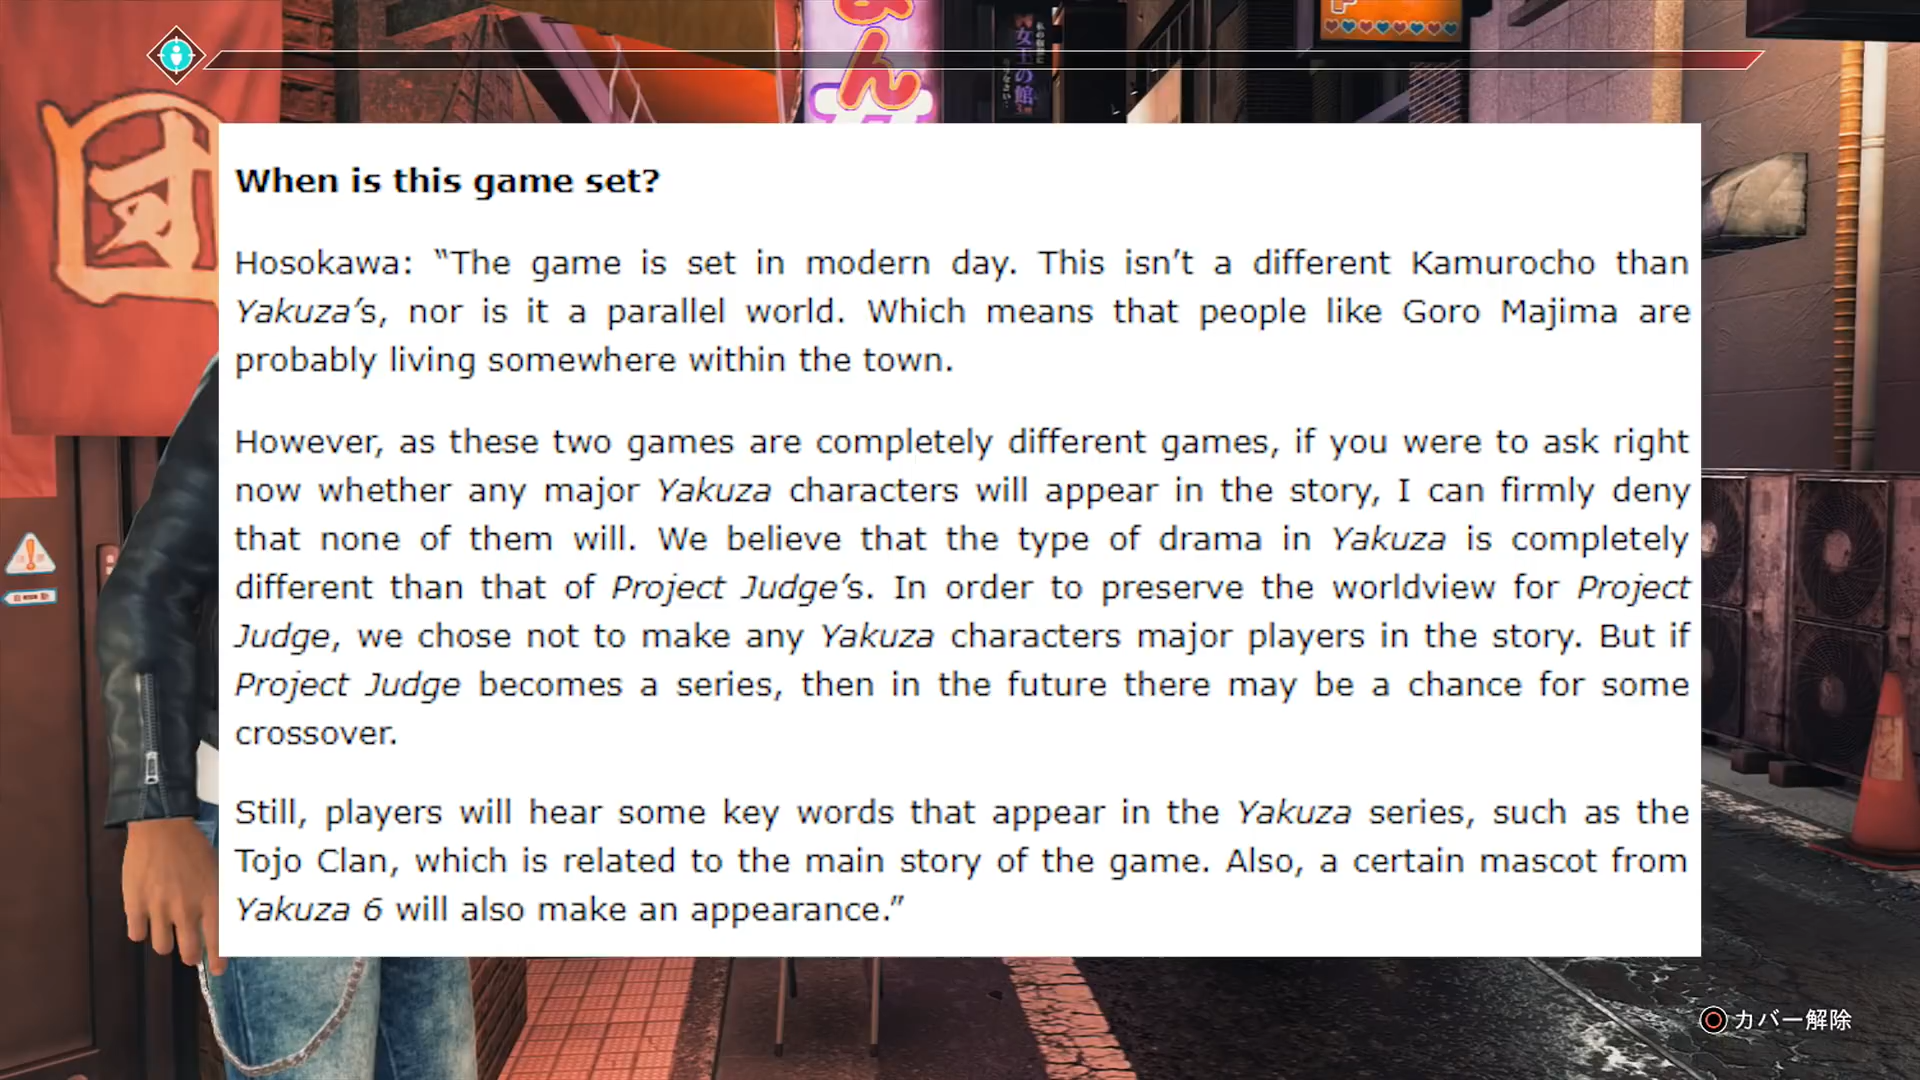 ん
女王の館
団
When is this game set?
Hosokawa: “The game is set in modern day. This isn’t a different Kamurocho than
Yakuza’s, nor is it a parallel world. Which means that people like Goro Majima are
probably living somewhere within the town.
However, as these two games are completely different games, if you were to ask right
now whether any major Yakuza characters will appear in the story, I can firmly deny
that none of them will. We believe that the type of drama in Yakuza is completely
different than that of Project Judge’s. In order to preserve the worldview for Project
Judge, we chose not to make any Yakuza characters major players in the story. But if
Project Judge becomes a series, then in the future there may be a chance for some
crossover.
Still, players will hear some key words that appear in the Yakuza series, such as the
Tojo Clan, which is related to the main story of the game. Also, a certain mascot from
Yakuza 6 will also make an appearance.”
カバー解除